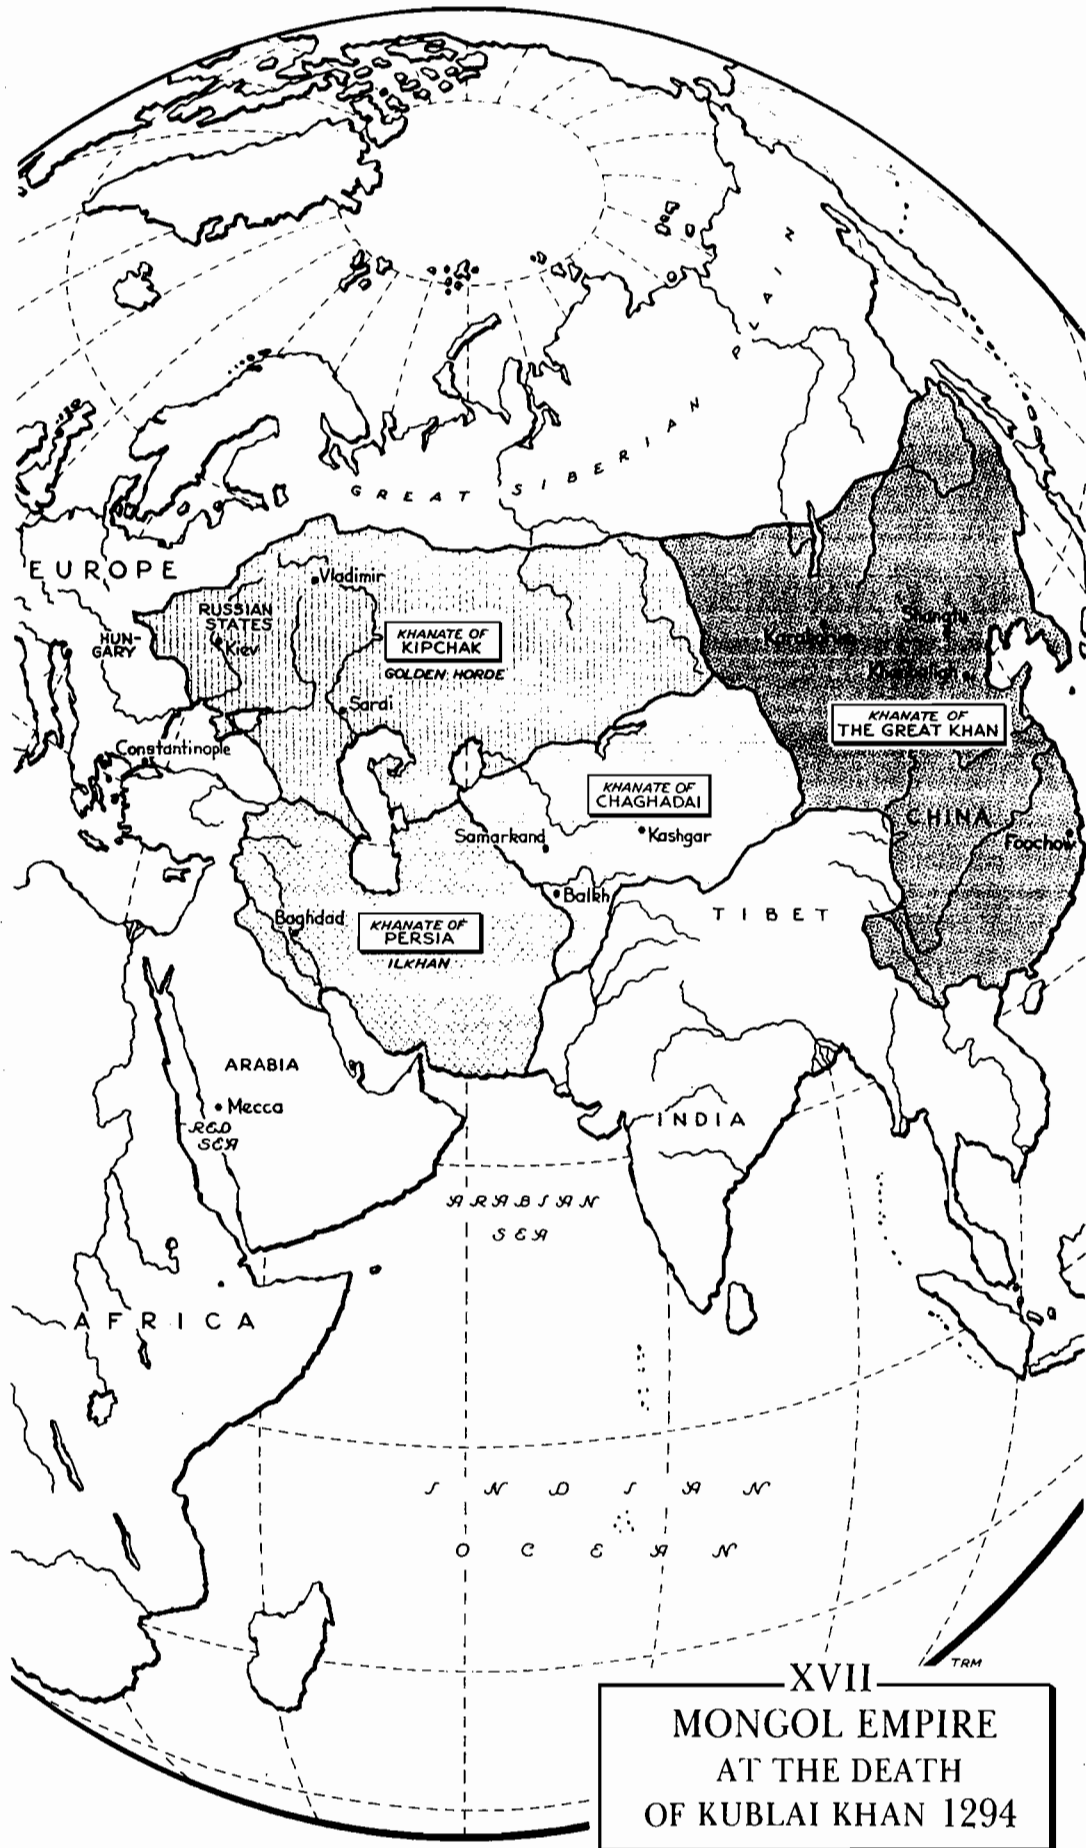 GREAT SIBERIAN PLAIN
EUROPE
Vladimir
RUSSIAN
STATES
HUN-
GARY
Kiev
KHANATE OF
KIPCHAK
GOLDEN HORDE
Sardi
Constantinople
Shangtu
Karakorum
KHANATE OF
THE GREAT KHAN
KHANATE OF
CHAGHADAI
Samarkand
Kashgar
CHINA
Foochow
Balkh
TIBET
Baghdad
KHANATE OF
PERSIA
ILKHAN
ARABIA
Mecca
RED
SEA
INDIA
ARABIAN
SEA
AFRICA
INDIAN
OCEAN
TRM
XVII
MONGOL EMPIRE
AT THE DEATH
OF KUBLAI KHAN 1294